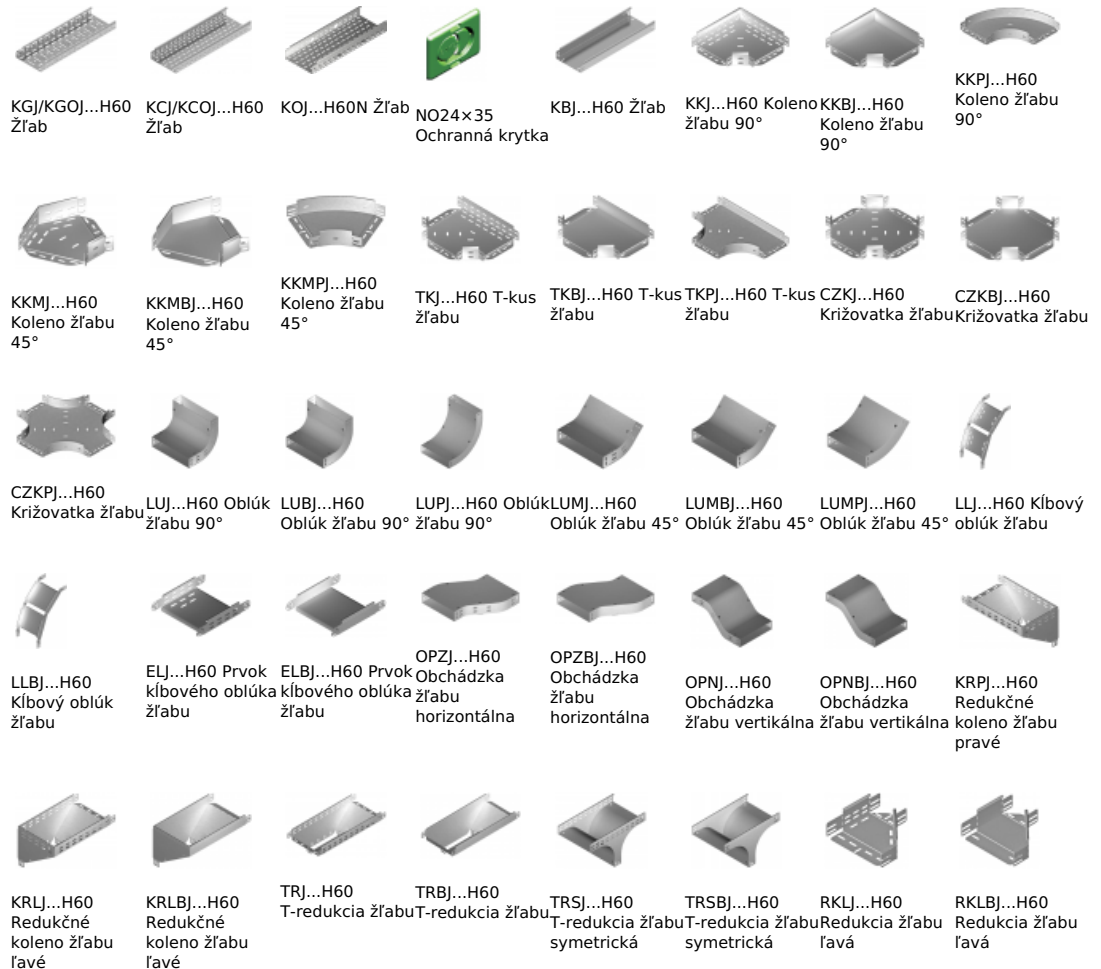 KGJ/KGOJ...H60
Žľab
KCJ/KCOJ...H60
Žľab
KOJ...H60N Žľab
NO24×35
Ochranná krytka
KBJ...H60 Žľab
KKJ...H60 Koleno
žľabu 90°
KKBJ...H60
Koleno žľabu
90°
KKPJ...H60
Koleno žľabu
90°
KKMJ...H60
Koleno žľabu
45°
KKMBJ...H60
Koleno žľabu
45°
KKMPJ...H60
Koleno žľabu
45°
TKJ...H60 T-kus
žľabu
TKBJ...H60 T-kus
žľabu
TKPJ...H60 T-kus
žľabu
CZKJ...H60
Križovatka žľabu
CZKBJ...H60
Križovatka žľabu
CZKPJ...H60
Križovatka žľabu
LUJ...H60 Oblúk
žľabu 90°
LUBJ...H60
Oblúk žľabu 90°
LUPJ...H60 Oblúk
žľabu 90°
LUMJ...H60
Oblúk žľabu 45°
LUMBJ...H60
Oblúk žľabu 45°
LUMPJ...H60
Oblúk žľabu 45°
LLJ...H60 Kĺbový
oblúk žľabu
LLBJ...H60
Kĺbový oblúk
žľabu
ELJ...H60 Prvok
kĺbového oblúka
žľabu
ELBJ...H60 Prvok
kĺbového oblúka
žľabu
OPZJ...H60
Obchádzka
žľabu
horizontálna
OPZBJ...H60
Obchádzka
žľabu
horizontálna
OPNJ...H60
Obchádzka
žľabu vertikálna
OPNBJ...H60
Obchádzka
žľabu vertikálna
KRPJ...H60
Redukčné
koleno žľabu
pravé
KRLJ...H60
Redukčné
koleno žľabu
ľavé
KRLBJ...H60
Redukčné
koleno žľabu
ľavé
TRJ...H60
T-redukcia žľabu
TRBJ...H60
T-redukcia žľabu
TRSJ...H60
T-redukcia žľabu
symetrická
TRSBJ...H60
T-redukcia žľabu
symetrická
RKLJ...H60
Redukcia žľabu
ľavá
RKLBJ...H60
Redukcia žľabu
ľavá